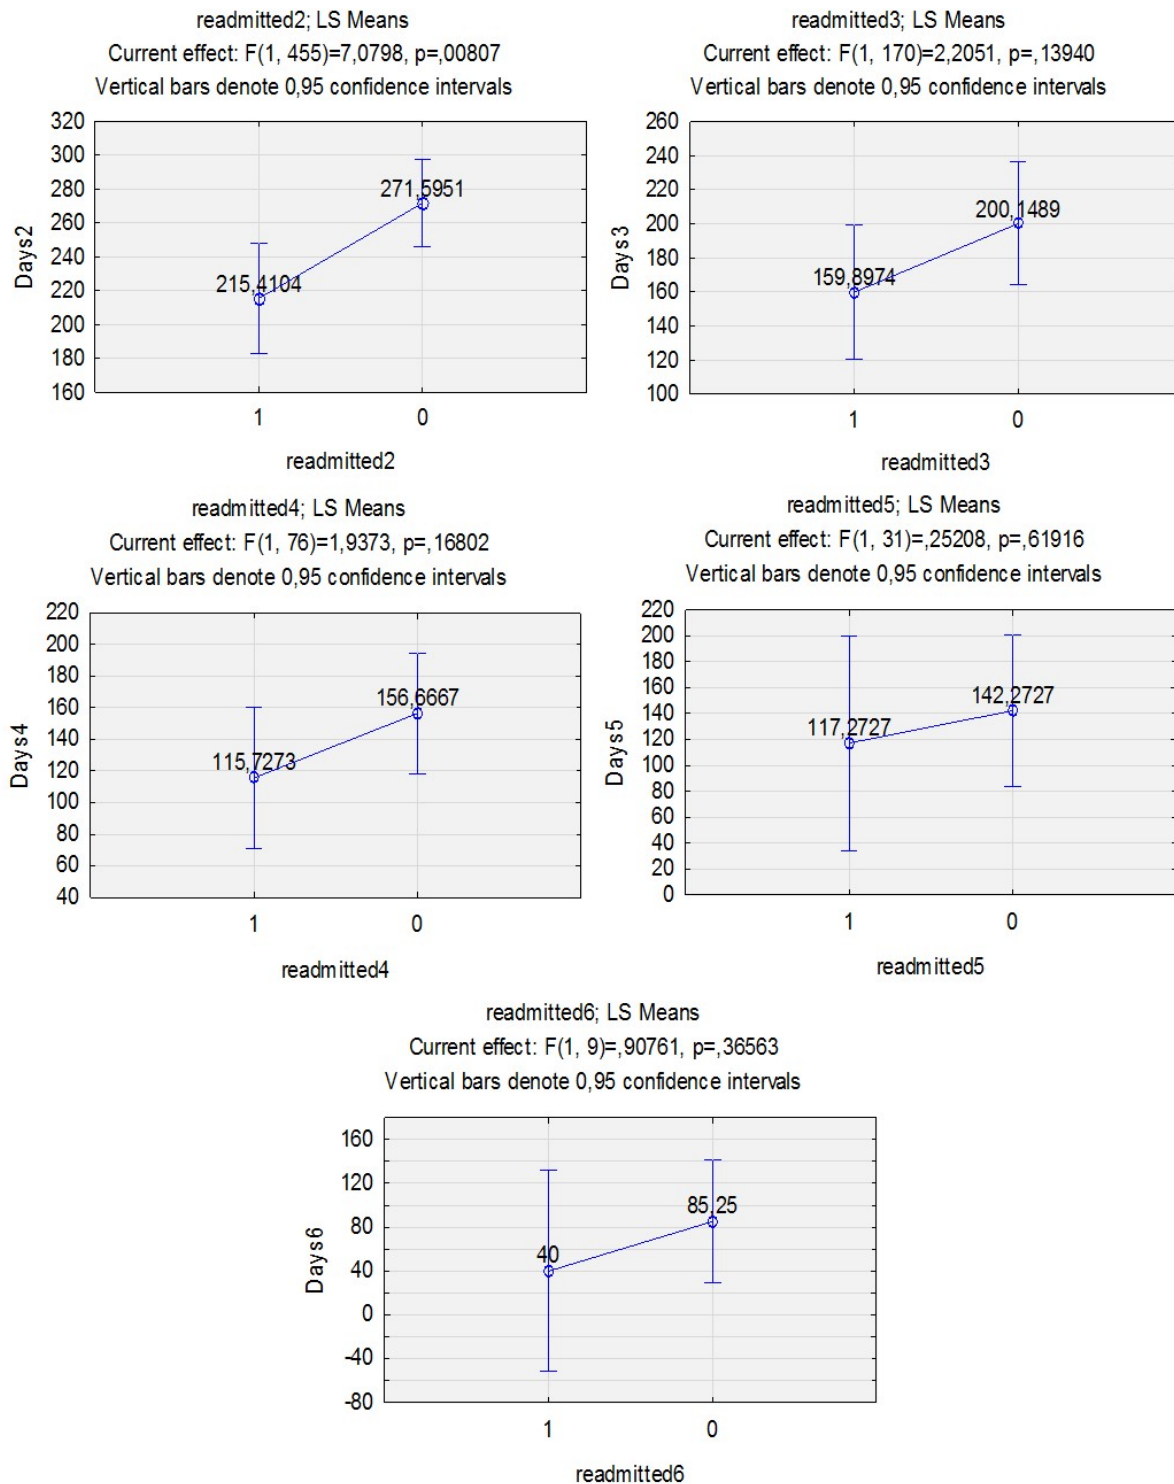 readmitted2; LS Means
Current effect: F(1, 455)=7,0798, p=,00807
Vertical bars denote 0,95 confidence intervals
320
300
280
260
240
220
200
180
160
Days2
271,5951
215,4104
1 0
readmitted2
readmitted3; LS Means
Current effect: F(1, 170)=2,2051, p=,13940
Vertical bars denote 0,95 confidence intervals
260
240
220
200
180
160
140
120
100
Days3
200,1489
159,8974
1 0
readmitted3
readmitted4; LS Means
Current effect: F(1, 76)=1,9373, p=,16802
Vertical bars denote 0,95 confidence intervals
220
200
180
160
140
120
100
80
60
40
Days4
156,6667
115,7273
1 0
readmitted4
readmitted5; LS Means
Current effect: F(1, 31)=,25208, p=,61916
Vertical bars denote 0,95 confidence intervals
220
200
180
160
140
120
100
80
60
40
20
0
Days5
142,2727
117,2727
1 0
readmitted5
readmitted6; LS Means
Current effect: F(1, 9)=,90761, p=,36563
Vertical bars denote 0,95 confidence intervals
160
120
80
40
0
-40
-80
Days6
85,25
40
1 0
readmitted6